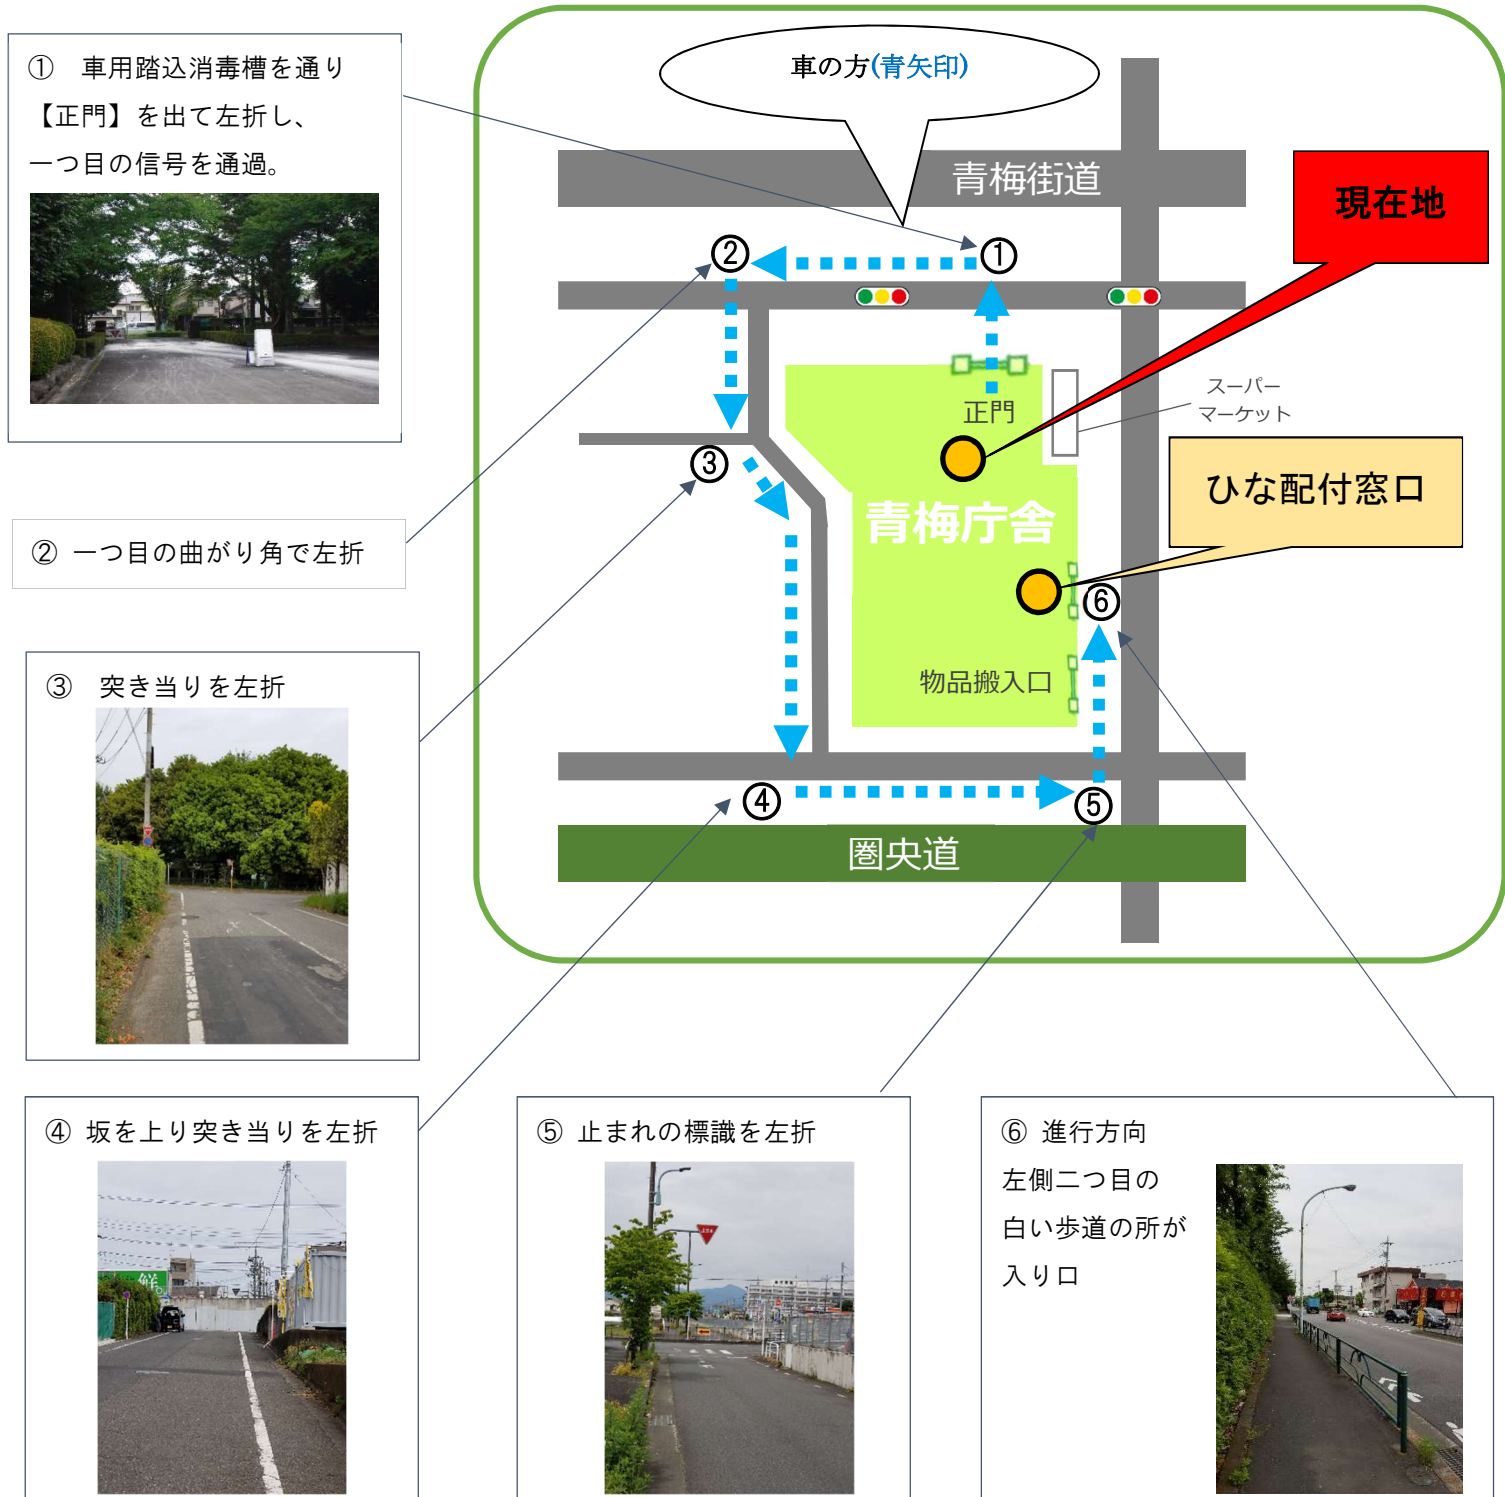 ① 車用踏込消毒槽を通り
【正門】を出て左折し、
一つ目の信号を通過。
② 一つ目の曲がり角で左折
③ 突き当りを左折
④ 坂を上り突き当りを左折
⑤ 止まれの標識を左折
⑥ 進行方向
左側二つ目の
白い歩道の所が
入り口
車の方(青矢印)
青梅街道
現在地
②
①
正門
スーパー
マーケット
③
ひな配付窓口
青梅庁舎
⑥
物品搬入口
④
⑤
圏央道
鮮